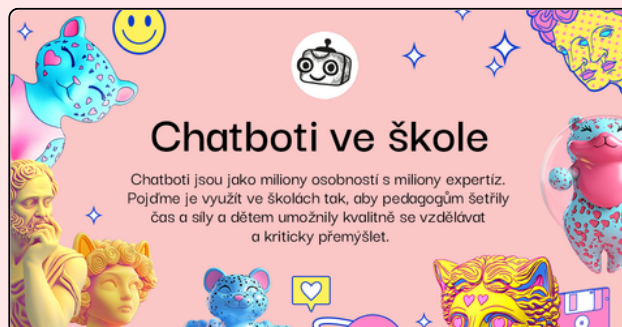 Chatboti ve škole
Chatboti jsou jako miliony osobností s miliony expertíz.
Pojďme je využít ve školách tak, aby pedagogům šetřily
čas a síly a dětem umožnily kvalitně se vzdělávat
a kriticky přemýšlet.